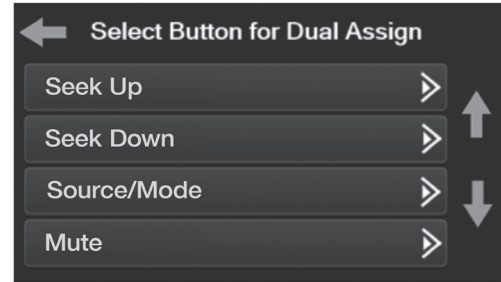 Select Button for Dual Assign
Seek Up
Seek Down
Source/Mode
Mute